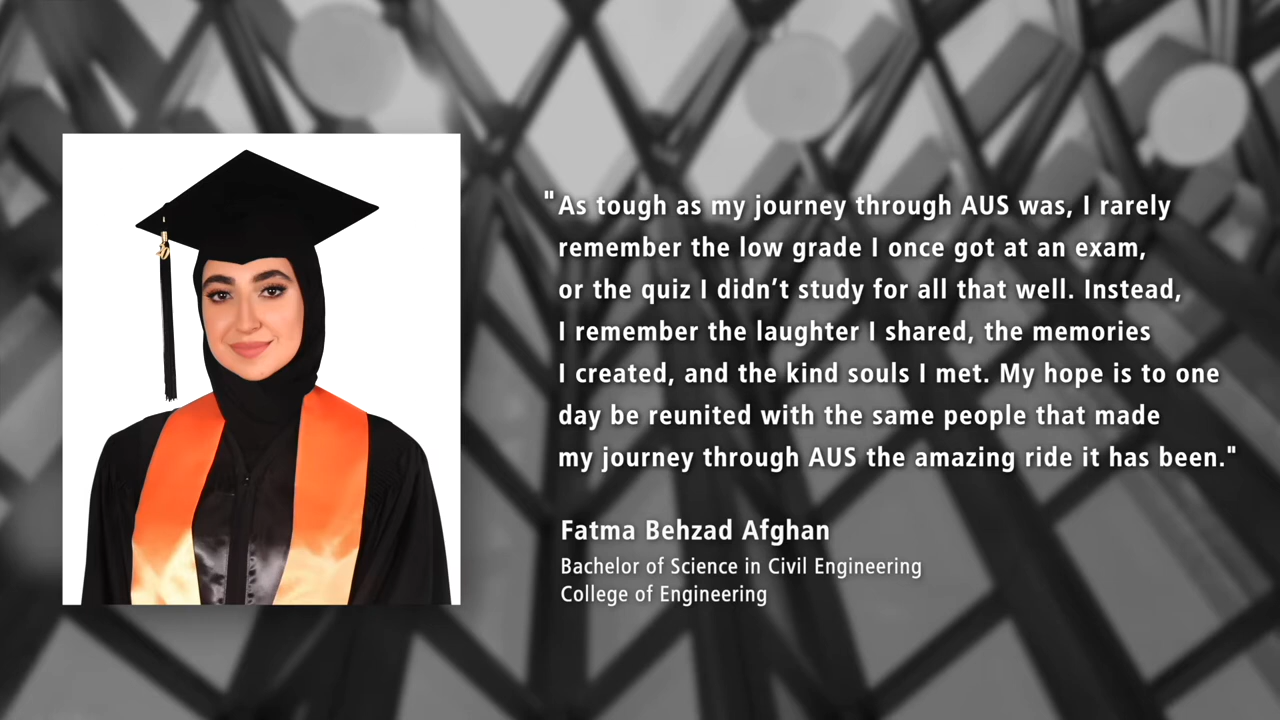 "As tough as my journey through AUS was, I rarely
remember the low grade I once got at an exam,
or the quiz I didn’t study for all that well. Instead,
I remember the laughter I shared, the memories
I created, and the kind souls I met. My hope is to one
day be reunited with the same people that made
my journey through AUS the amazing ride it has been."
Fatma Behzad Afghan
Bachelor of Science in Civil Engineering
College of Engineering